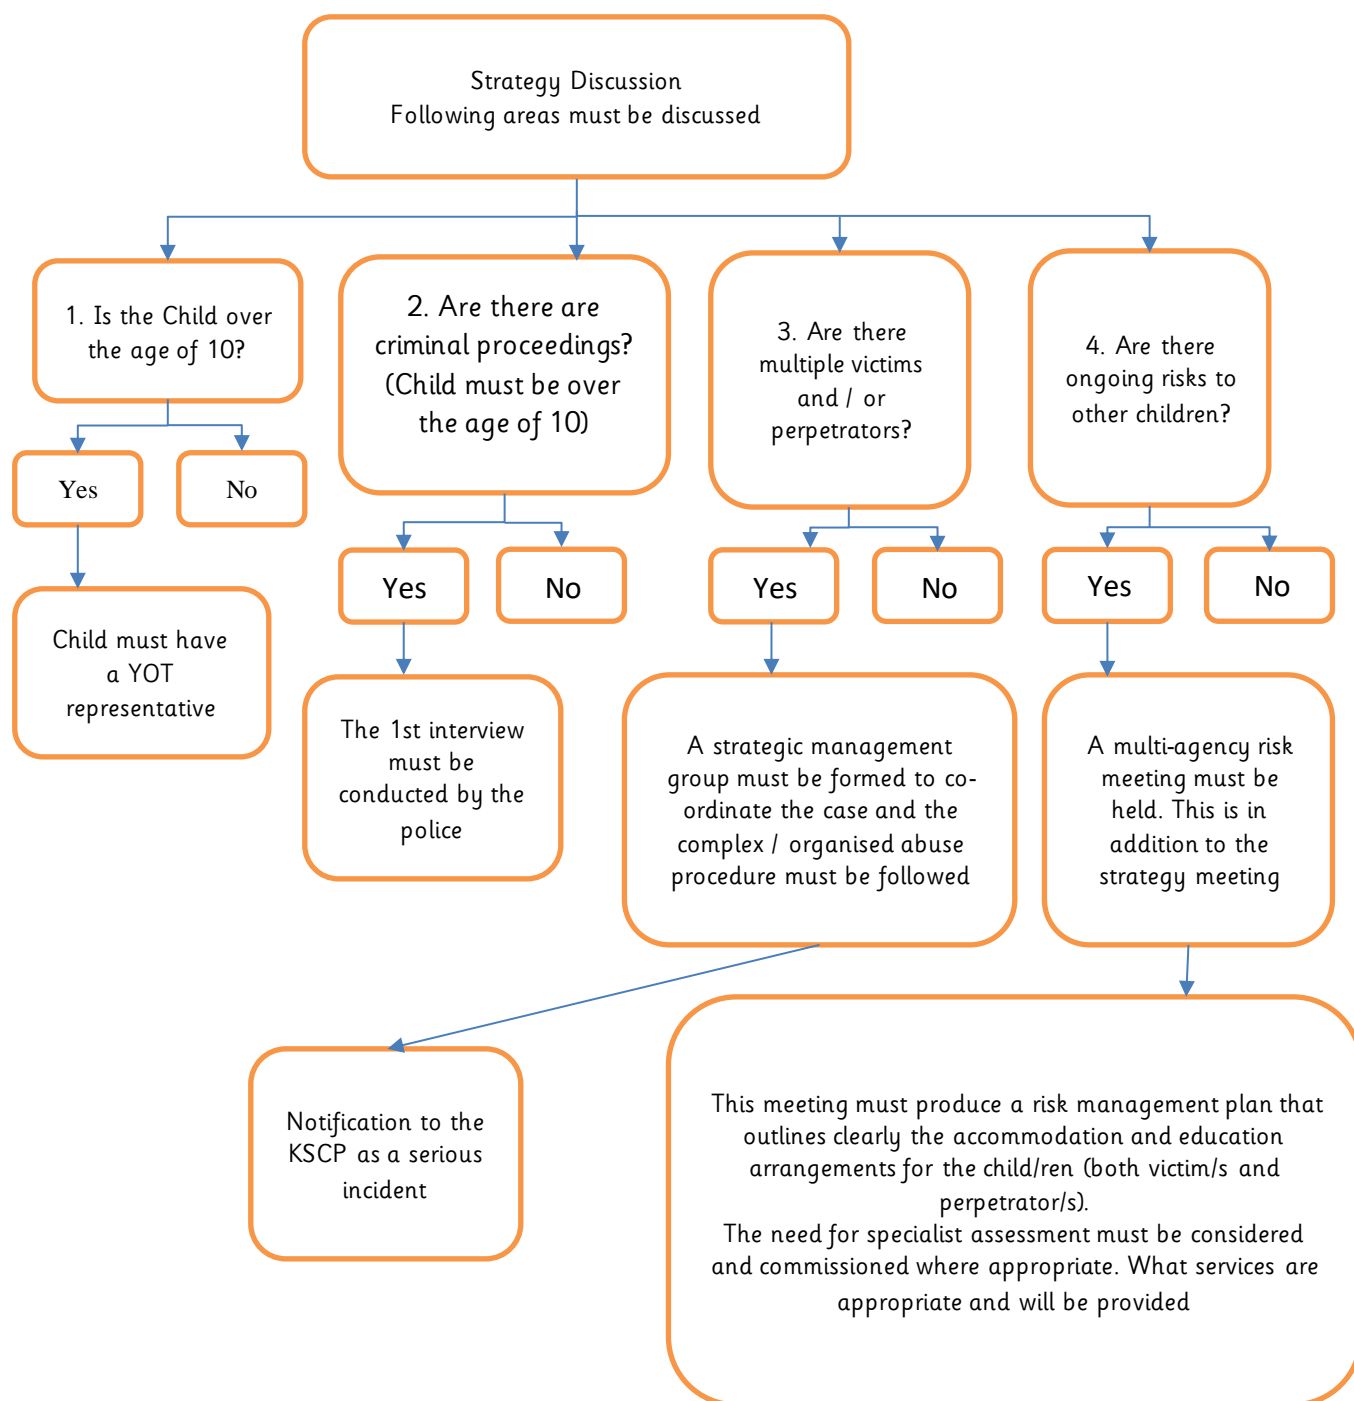 Strategy Discussion
Following areas must be discussed
1. Is the Child over
the age of 10?
2. Are there are
criminal proceedings?
(Child must be over
the age of 10)
3. Are there
multiple victims
and / or
perpetrators?
4. Are there
ongoing risks to
other children?
Yes
No
Yes
No
Yes
No
Yes
No
Child must have
a YOT
representative
The 1st interview
must be
conducted by the
police
A strategic management
group must be formed to co-
ordinate the case and the
complex / organised abuse
procedure must be followed
A multi-agency risk
meeting must be
held. This is in
addition to the
strategy meeting
Notification to the
KSCP as a serious
incident
This meeting must produce a risk management plan that
outlines clearly the accommodation and education
arrangements for the child/ren (both victim/s and
perpetrator/s).
The need for specialist assessment must be considered
and commissioned where appropriate. What services are
appropriate and will be provided